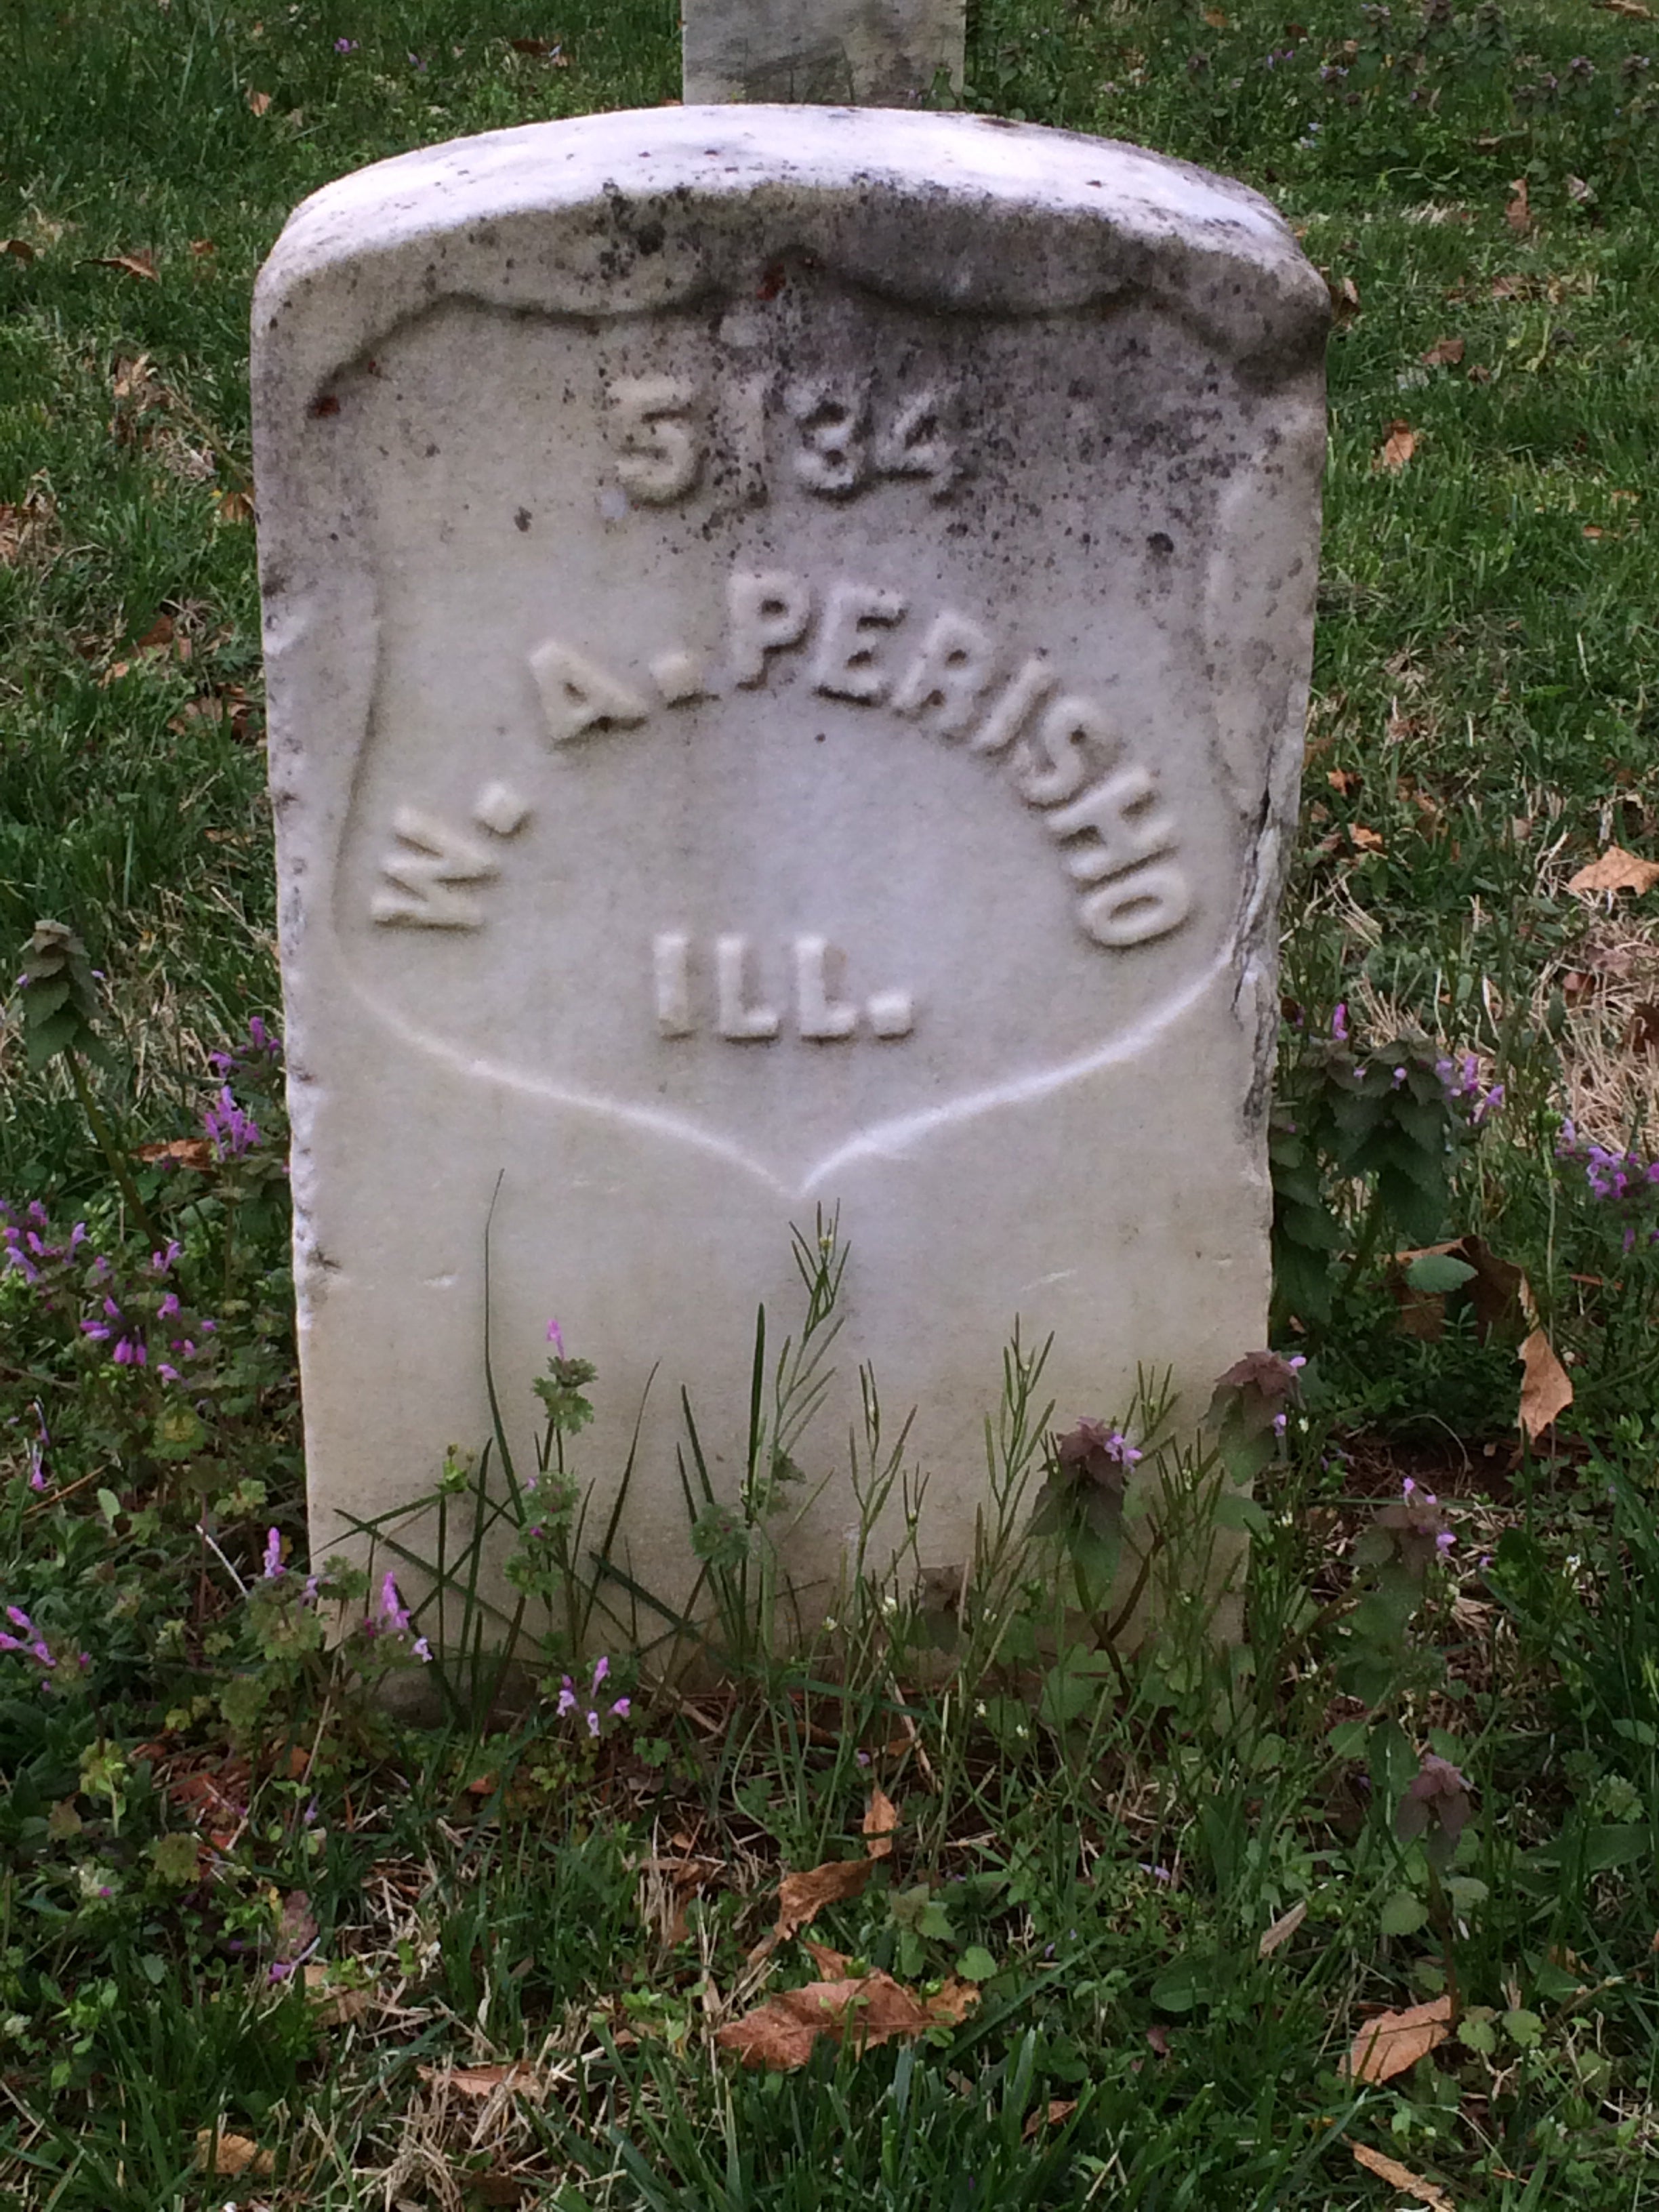 5134
W. A. PERISHO
ILL.